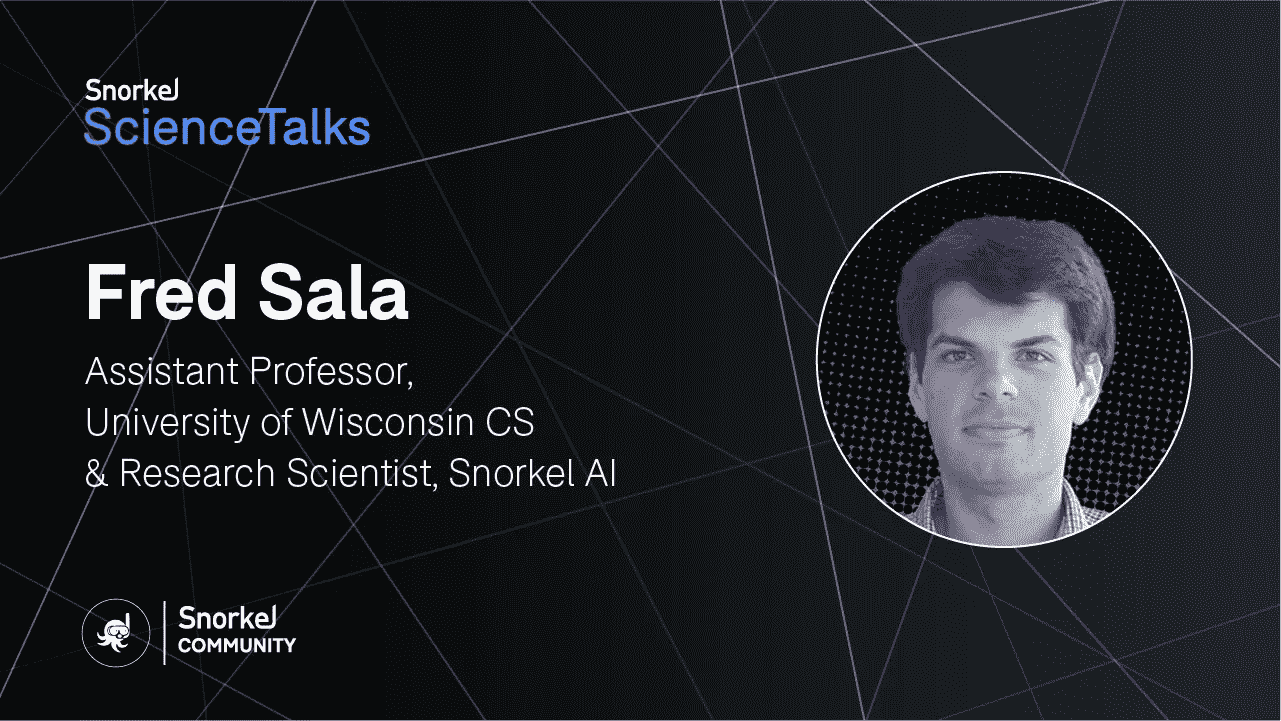 Snorkel
ScienceTalks
Fred Sala
Assistant Professor,
University of Wisconsin CS
& Research Scientist, Snorkel AI
Snorkel
COMMUNITY